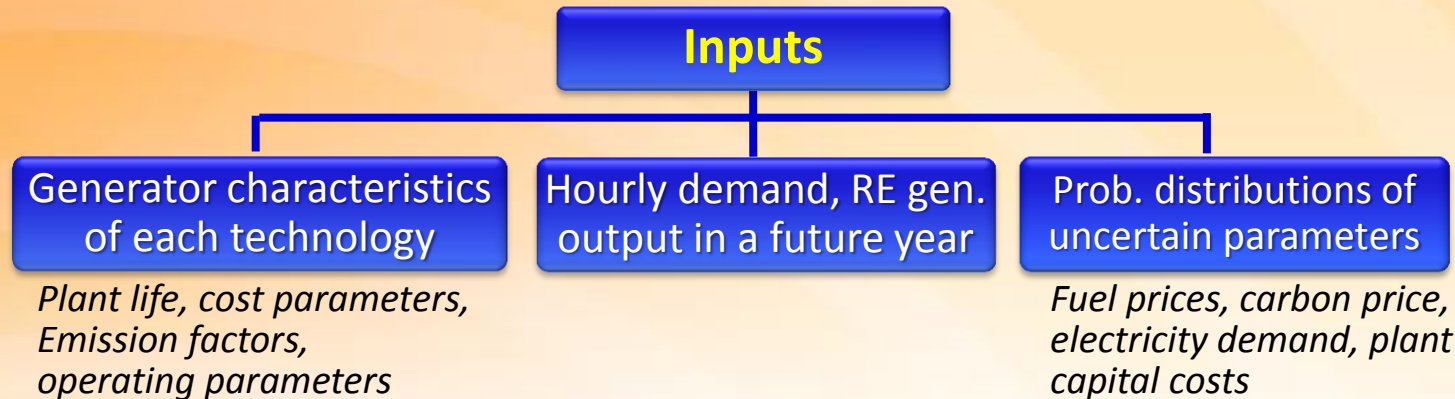 Inputs
Generator characteristics
of each technology
Hourly demand, RE gen.
output in a future year
Prob. distributions of
uncertain parameters
Plant life, cost parameters,
Emission factors,
operating parameters
Fuel prices, carbon price,
electricity demand, plant
capital costs